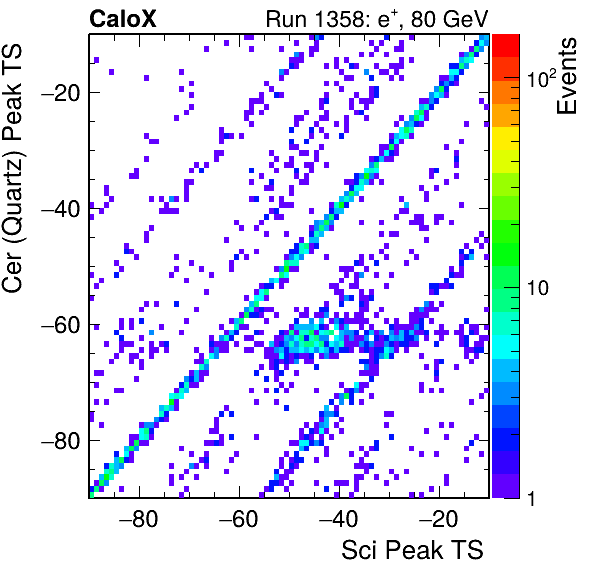 CaloX Run 1358: e⁺, 80 GeV
Cer (Quartz) Peak TS
−20
−40
−60
−80
−80 −60 −40 −20
Sci Peak TS
Events
10²
10
1